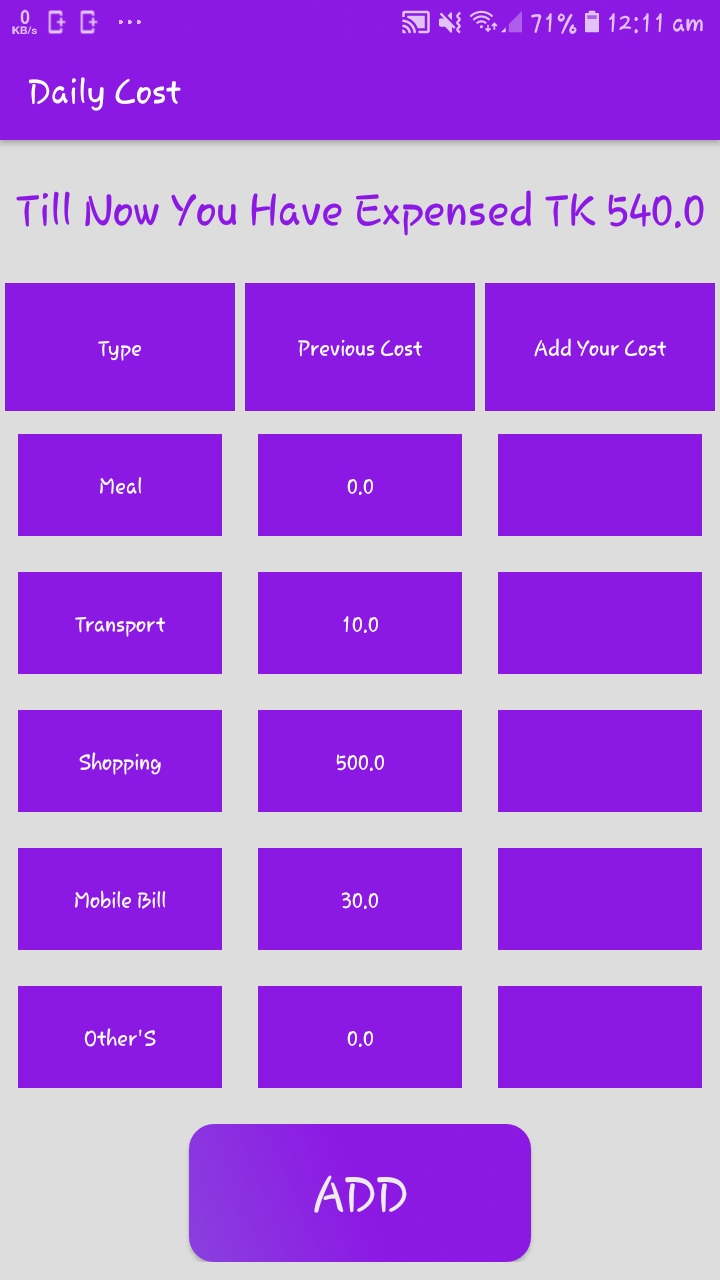 0 KB/s ... 71% 12:11 am
Daily Cost
Till Now You Have Expensed TK 540.0
Type Previous Cost Add Your Cost
Meal 0.0
Transport 10.0
Shopping 500.0
Mobile Bill 30.0
Other'S 0.0
ADD